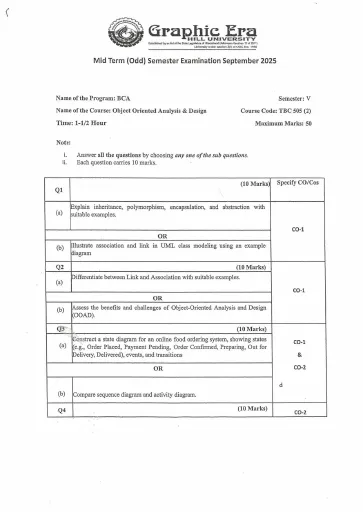 Graphic Era
HILL UNIVERSITY
Mid Term (Odd) Semester Examination September 2025
Name of the Program: BCA Semester: V
Name of the Course: Object Oriented Analysis & Design Course Code: TBC 505 (2)
Time: 1-1/2 Hour Maximum Marks: 50
Note:
i. Answer all the questions by choosing any one of the sub questions.
ii. Each question carries 10 marks.
Q1 (10 Marks) Specify CO/Cos
(a) Explain inheritance, polymorphism, encapsulation, and abstraction with
suitable examples.
CO-1
OR
(b) Illustrate association and link in UML class modeling using an example
diagram
Q2 (10 Marks)
(a) Differentiate between Link and Association with suitable examples.
CO-1
OR
(b) Assess the benefits and challenges of Object-Oriented Analysis and Design
(OOAD).
Q3 (10 Marks)
(a) Construct a state diagram for an online food ordering system, showing states
(e.g., Order Placed, Payment Pending, Order Confirmed, Preparing, Out for
Delivery, Delivered), events, and transitions
CO-1
&
OR CO-2
d
(b) Compare sequence diagram and activity diagram.
Q4 (10 Marks) CO-2